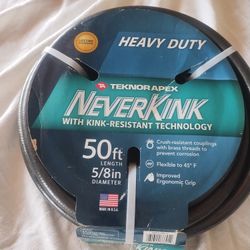 HEAVY DUTY
TEKNOR APEX
NEVERKINK
WITH KINK-RESISTANT TECHNOLOGY
50ft
LENGTH
5/8in
DIAMETER
Crush-resistant couplings
with brass threads to
prevent corrosion
Flexible to 45° F
Improved
Ergonomic Grip
MADE IN U.S.A.